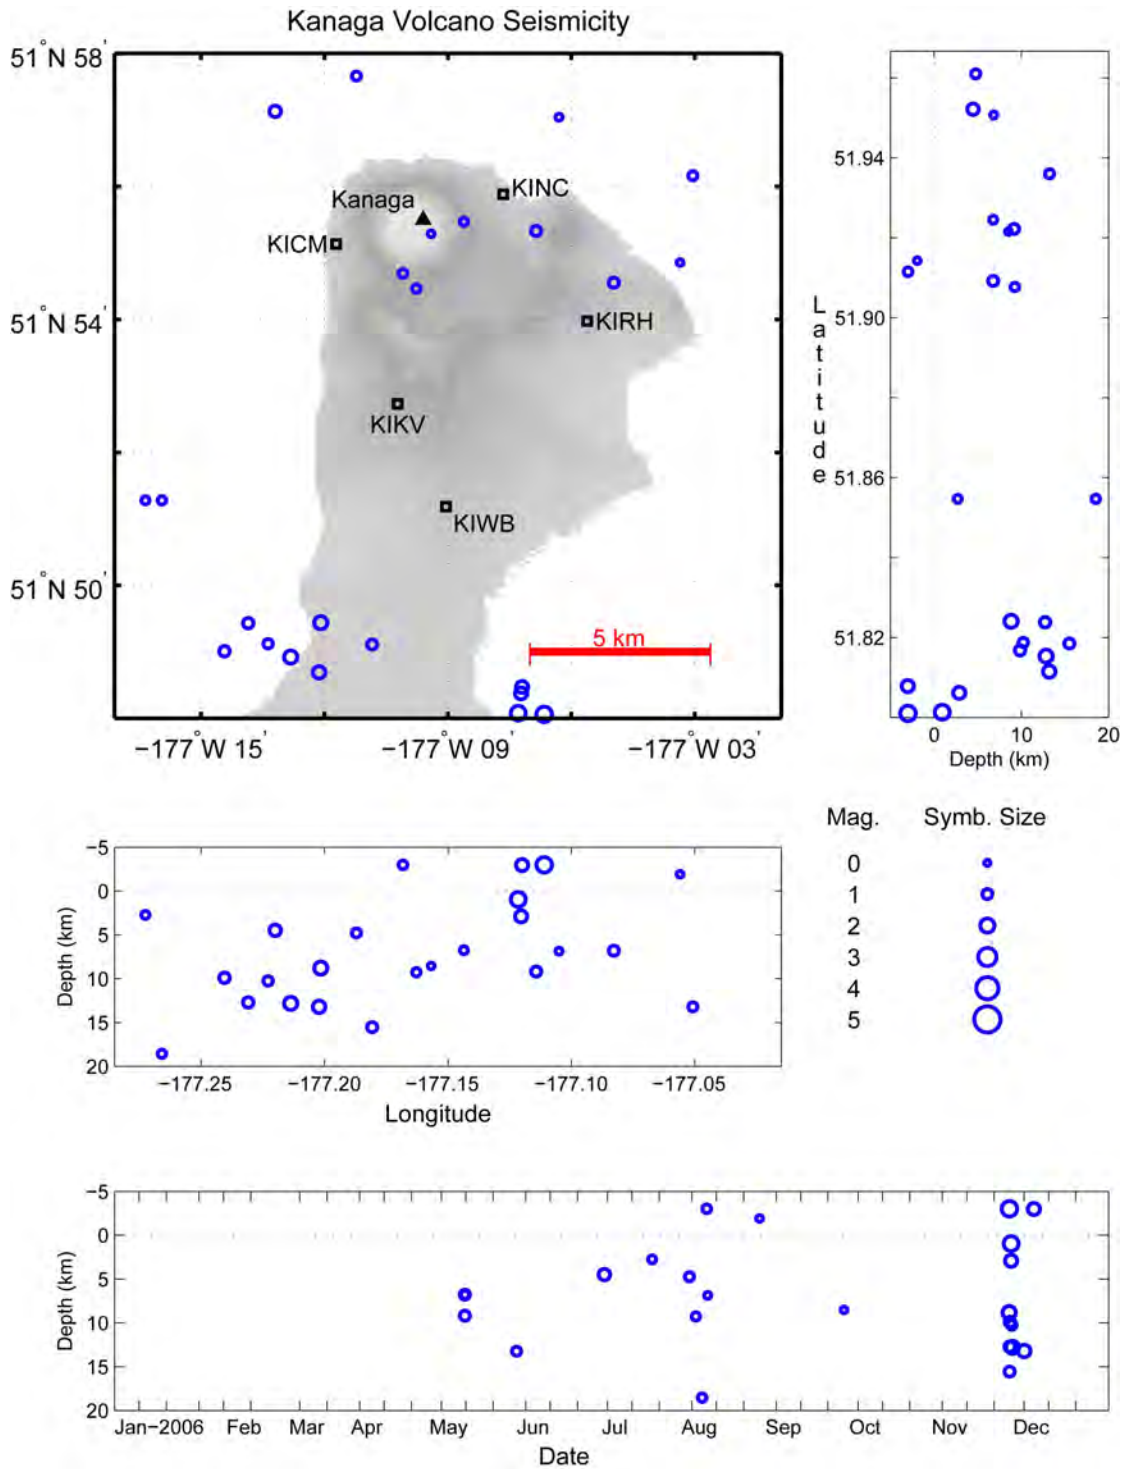 Kanaga Volcano Seismicity
51°N 58'
51°N 54'
51°N 50'
Kanaga
KINC
KICM
KIRH
KIKV
KIWB
5 km
−177°W 15'
−177°W 09'
−177°W 03'
Latitude
51.94
51.90
51.86
51.82
0 10 20
Depth (km)
Mag. Symb. Size
0
1
2
3
4
5
Depth (km)
−5
0
5
10
15
20
−177.25 −177.20 −177.15 −177.10 −177.05
Longitude
Depth (km)
−5
0
5
10
15
20
Jan−2006 Feb Mar Apr May Jun Jul Aug Sep Oct Nov Dec
Date